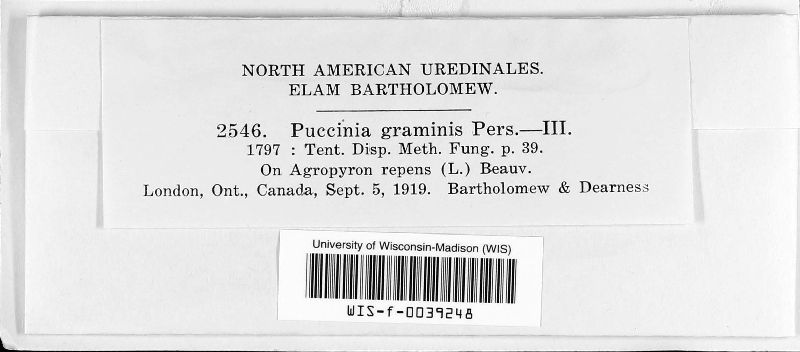 NORTH AMERICAN UREDINALES.
ELAM BARTHOLOMEW.
2546. Puccinia graminis Pers.—III.
1797 : Tent. Disp. Meth. Fung. p. 39.
On Agropyron repens (L.) Beauv.
London, Ont., Canada, Sept. 5, 1919. Bartholomew & Dearness
University of Wisconsin-Madison (WIS)
WIS-f-0039248